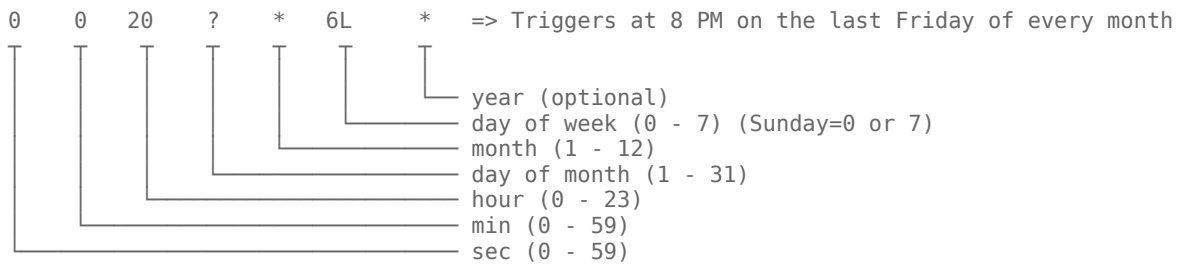 0 0 20 ? * 6L * => Triggers at 8 PM on the last Friday of every month
year (optional)
day of week (0 - 7) (Sunday=0 or 7)
month (1 - 12)
day of month (1 - 31)
hour (0 - 23)
min (0 - 59)
sec (0 - 59)